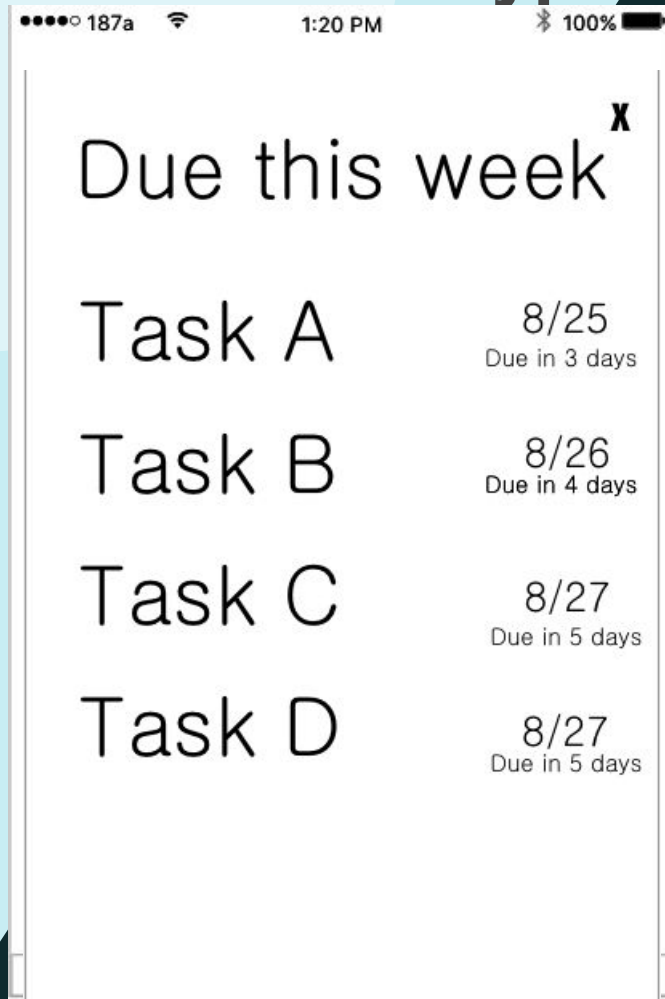 187a 1:20 PM 100%
X
Due this week
Task A 8/25
Due in 3 days
Task B 8/26
Due in 4 days
Task C 8/27
Due in 5 days
Task D 8/27
Due in 5 days